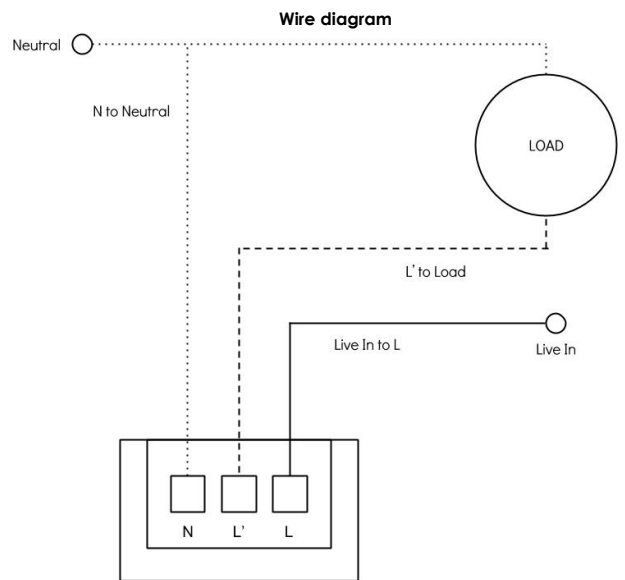 Wire diagram
Neutral
N to Neutral
LOAD
L' to Load
Live In to L
Live In
N L' L